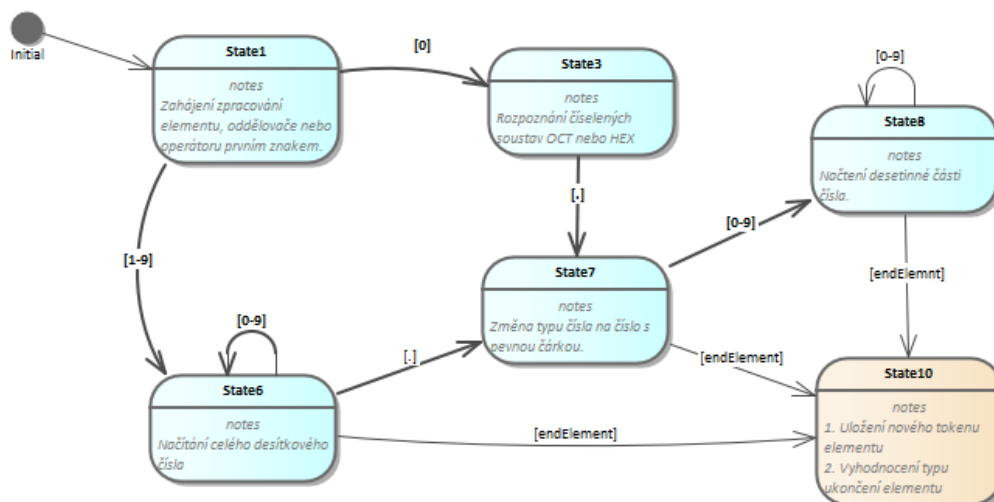 Initial
State1
notes
Zahájení zpracování
elementu, oddělovače nebo
operátoru prvním znakem.
[0]
State3
notes
Rozpoznání číselených
soustav OCT nebo HEX
[0-9]
State8
notes
Načtení desetinné části
čísla.
[.]
[0-9]
[1-9]
State7
notes
Změna typu čísla na číslo s
pevnou čárkou.
[endElemnt]
[0-9]
[.]
[endElement]
State6
notes
Načítání celého desítkového
čísla
[endElement]
State10
notes
1. Uložení nového tokenu
elementu
2. Vyhodnocení typu
ukončení elementu